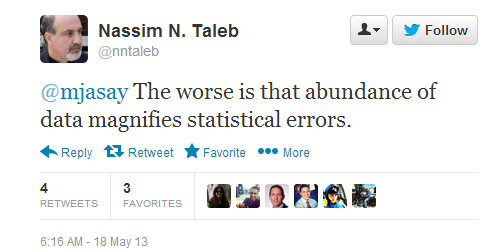 Nassim N. Taleb
@nntaleb
Follow
@mjasay The worse is that abundance of
data magnifies statistical errors.
Reply Retweet Favorite More
4 3
RETWEETS FAVORITES
6:16 AM - 18 May 13